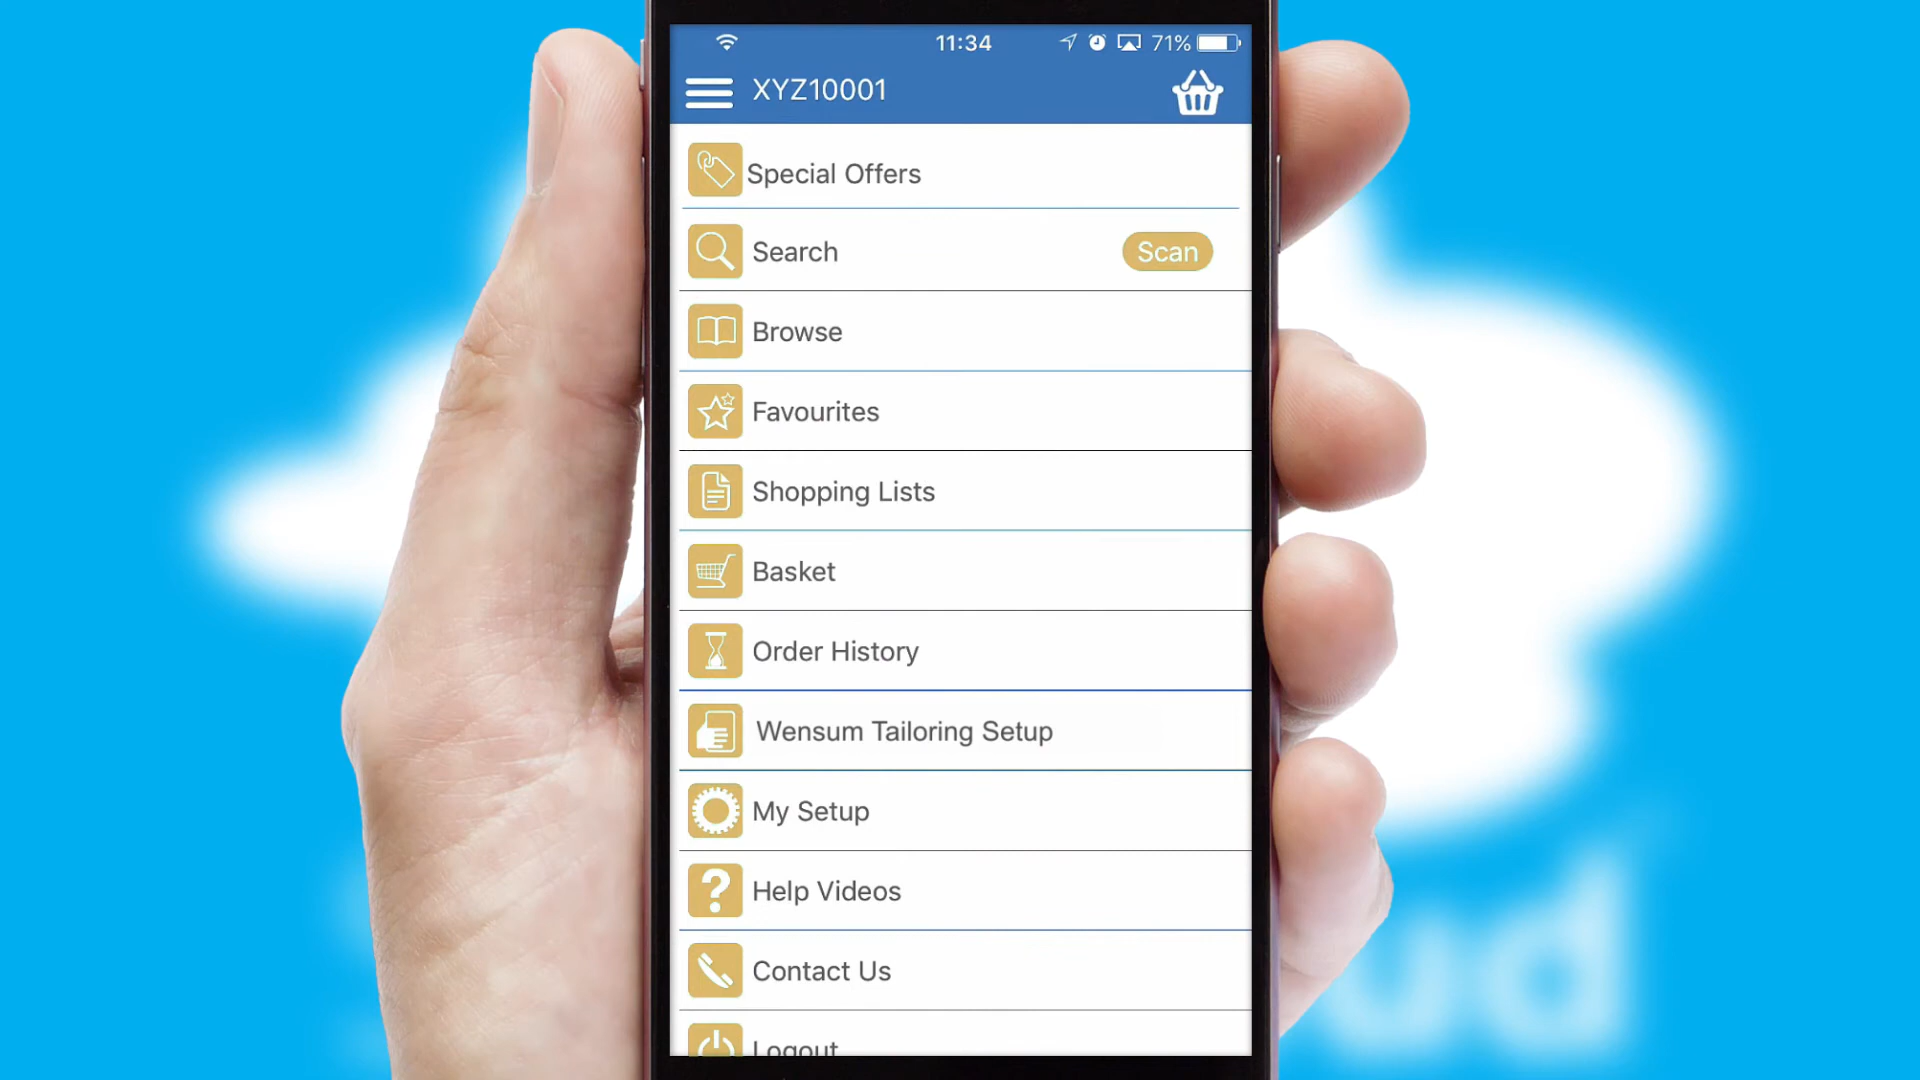 11:34
71%
XYZ10001
Special Offers
Search
Scan
Browse
Favourites
Shopping Lists
Basket
Order History
Wensum Tailoring Setup
My Setup
Help Videos
Contact Us
Logout
ud